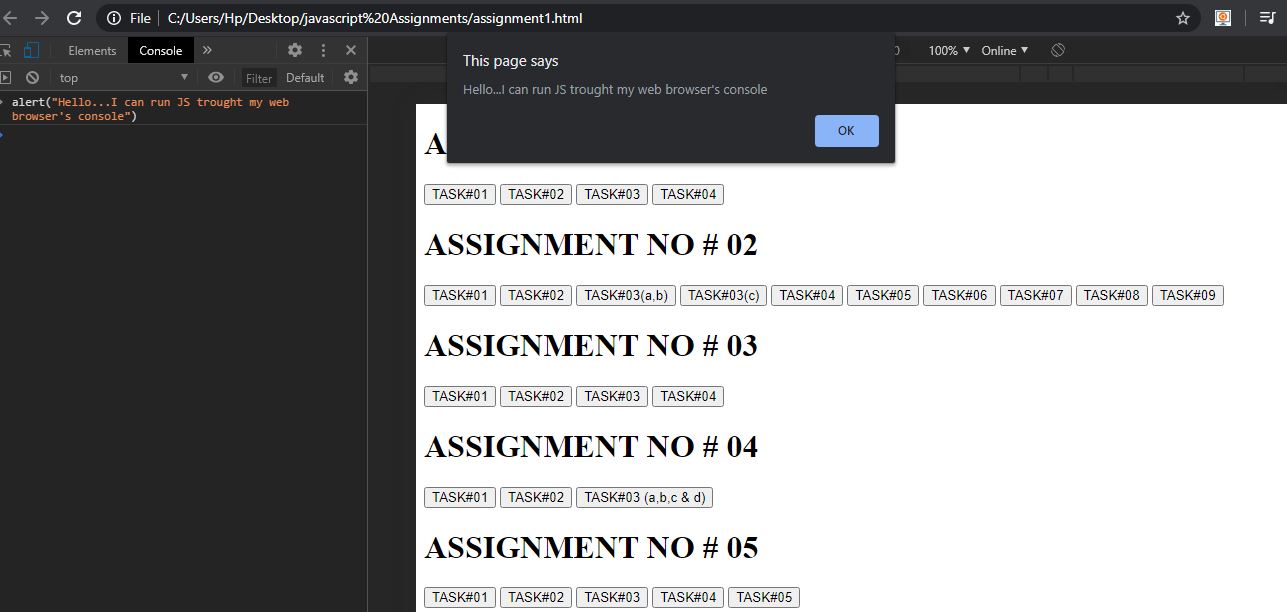 File C:/Users/Hp/Desktop/javascript%20Assignments/assignment1.html
Elements Console »
100% Online
top Filter Default
alert("Hello...I can run JS trought my web
browser's console")
This page says
Hello...I can run JS trought my web browser's console
OK
A
TASK#01 TASK#02 TASK#03 TASK#04
ASSIGNMENT NO # 02
TASK#01 TASK#02 TASK#03(a,b) TASK#03(c) TASK#04 TASK#05 TASK#06 TASK#07 TASK#08 TASK#09
ASSIGNMENT NO # 03
TASK#01 TASK#02 TASK#03 TASK#04
ASSIGNMENT NO # 04
TASK#01 TASK#02 TASK#03 (a,b,c & d)
ASSIGNMENT NO # 05
TASK#01 TASK#02 TASK#03 TASK#04 TASK#05